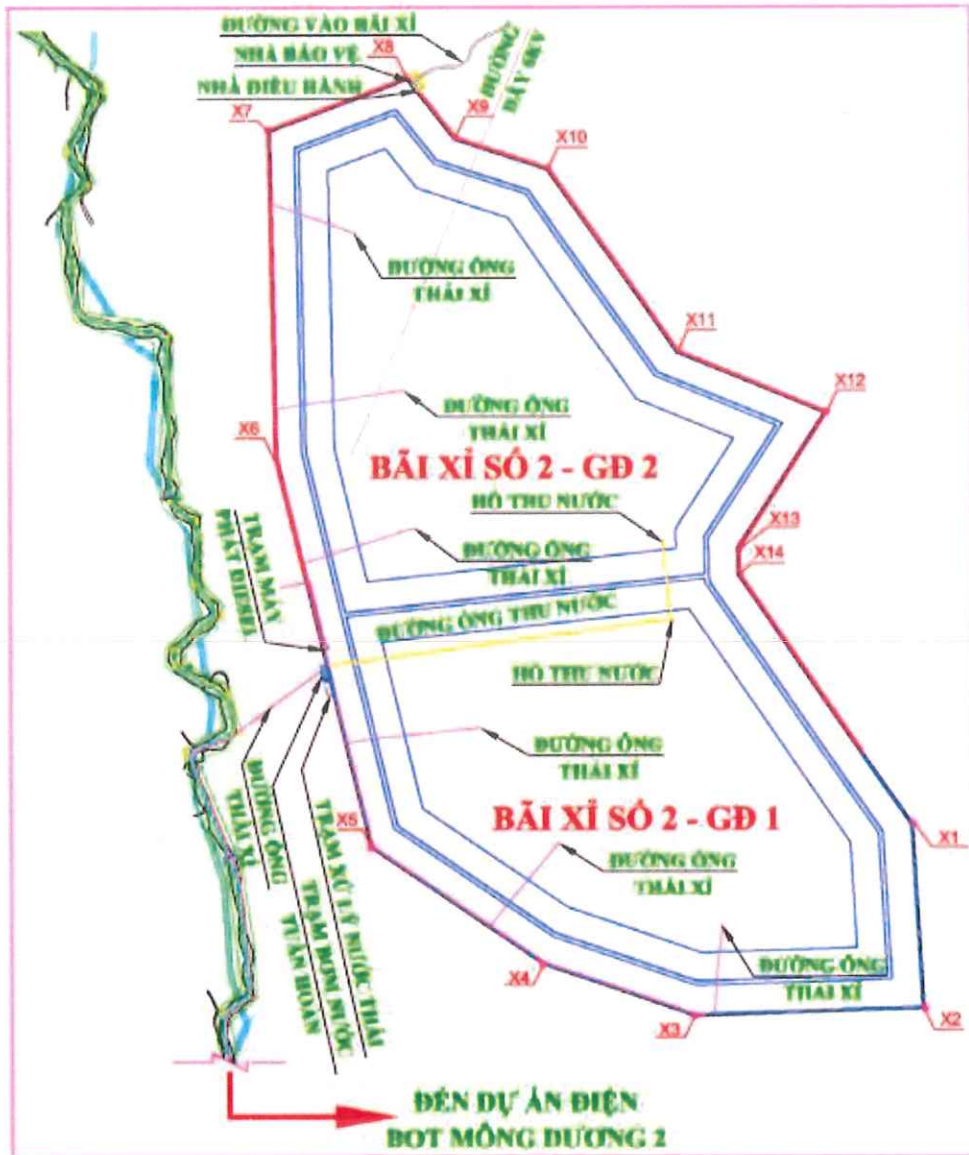 ĐƯỜNG VÀO BÃI XỈ
X8
NHÀ BẢO VỆ
NHÀ ĐIỀU HÀNH
ĐƯỜNG
DÂY 6KV
X7
X9
X10
ĐƯỜNG ỐNG
THẢI XỈ
X11
X12
ĐƯỜNG ỐNG
THẢI XỈ
X6
BÃI XỈ SỐ 2 - GĐ 2
HỐ THU NƯỚC
TRẠM MÁY
PHÁT DIESEL
X13
ĐƯỜNG ỐNG
THẢI XỈ
X14
ĐƯỜNG ỐNG THU NƯỚC
HỐ THU NƯỚC
ĐƯỜNG ỐNG
THẢI XỈ
BÃI XỈ SỐ 2 - GĐ 1
X5
X1
ĐƯỜNG ỐNG
THẢI XỈ
ĐƯỜNG ỐNG
THẢI XỈ
ĐƯỜNG ỐNG
THẢI XỈ
TRẠM XỬ LÝ NƯỚC THẢI
TRẠM BƠM NƯỚC
TUẦN HOÀN
X4
X3
X2
ĐẾN DỰ ÁN ĐIỆN
BOT MÔNG DƯƠNG 2